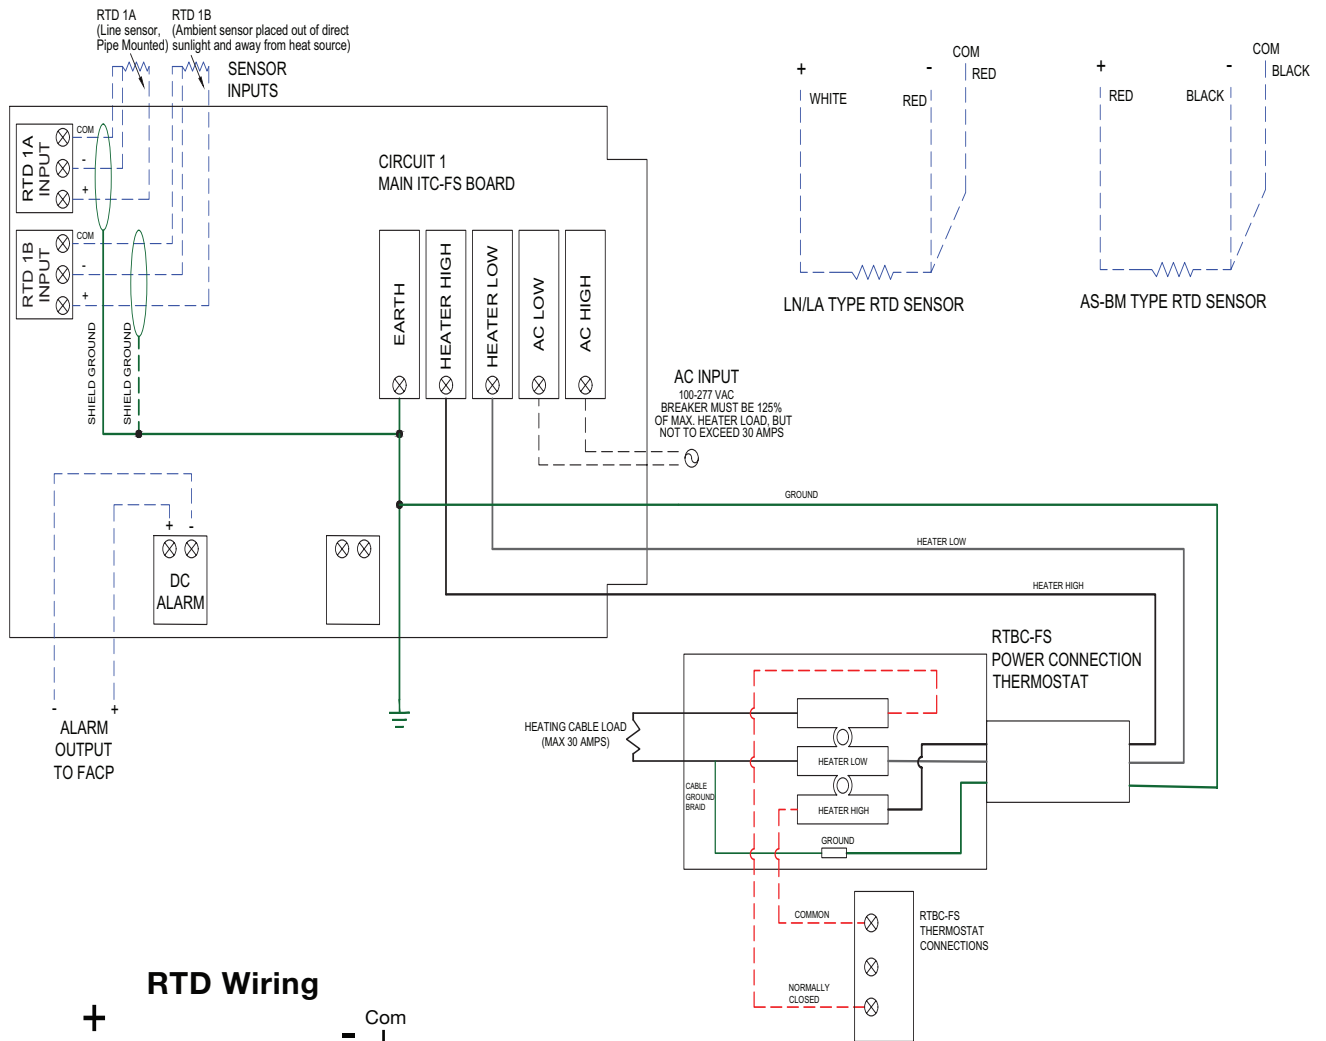 RTD 1A
(Line sensor,
Pipe Mounted)
RTD 1B
(Ambient sensor placed out of direct
sunlight and away from heat source)
SENSOR
INPUTS
RTD 1A
INPUT
COM
-
+
RTD 1B
INPUT
COM
-
+
SHIELD GROUND
SHIELD GROUND
CIRCUIT 1
MAIN ITC-FS BOARD
EARTH
HEATER HIGH
HEATER LOW
AC LOW
AC HIGH
AC INPUT
100-277 VAC
BREAKER MUST BE 125%
OF MAX. HEATER LOAD, BUT
NOT TO EXCEED 30 AMPS
+
-
COM
RED
WHITE
RED
LN/LA TYPE RTD SENSOR
+
-
COM
BLACK
RED
BLACK
AS-BM TYPE RTD SENSOR
GROUND
HEATER LOW
HEATER HIGH
+
-
DC
ALARM
-
+
ALARM
OUTPUT
TO FACP
RTBC-FS
POWER CONNECTION
THERMOSTAT
HEATING CABLE LOAD
(MAX 30 AMPS)
HEATER LOW
HEATER HIGH
CABLE
GROUND
BRAID
GROUND
COMMON
NORMALLY
CLOSED
RTBC-FS
THERMOSTAT
CONNECTIONS
RTD Wiring
+
-
Com